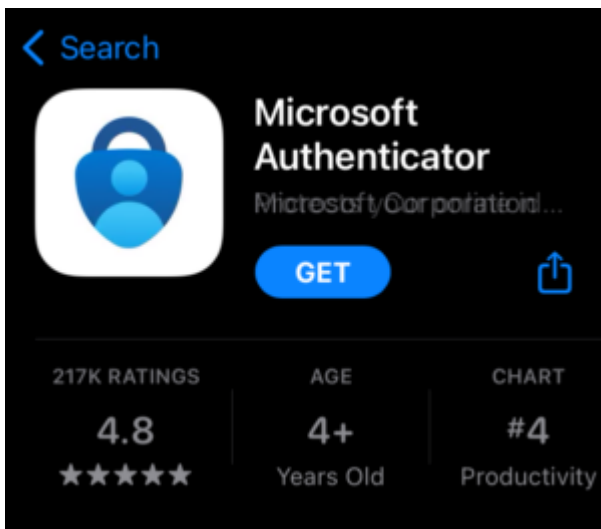 Search
Microsoft
Authenticator
GET
217K RATINGS
AGE
CHART
4.8
4+
#4
★★★★★
Years Old
Productivity